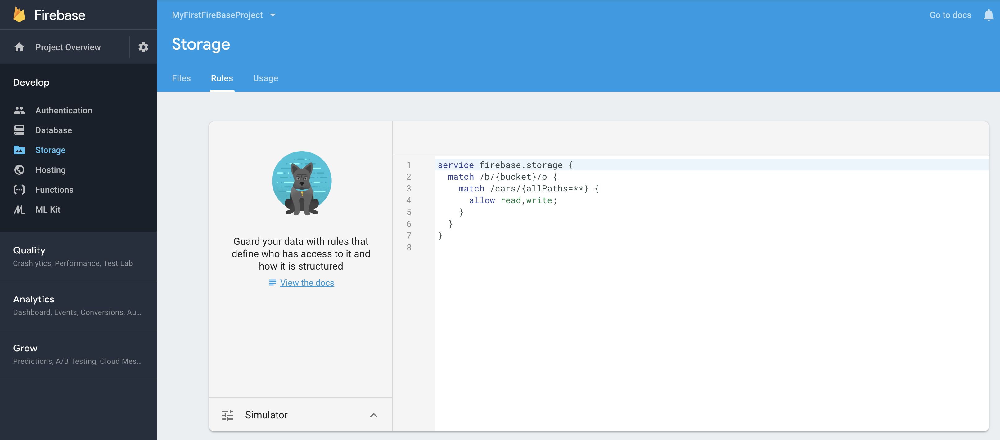 Firebase
Project Overview
Develop
Authentication
Database
Storage
Hosting
Functions
ML Kit
Quality
Crashlytics, Performance, Test Lab
Analytics
Dashboard, Events, Conversions, Au...
Grow
Predictions, A/B Testing, Cloud Mes...
MyFirstFireBaseProject
Go to docs
Storage
Files Rules Usage
Guard your data with rules that
define who has access to it and
how it is structured
View the docs
Simulator
1 service firebase.storage {
2   match /b/{bucket}/o {
3     match /cars/{allPaths=**} {
4       allow read,write;
5     }
6   }
7 }
8